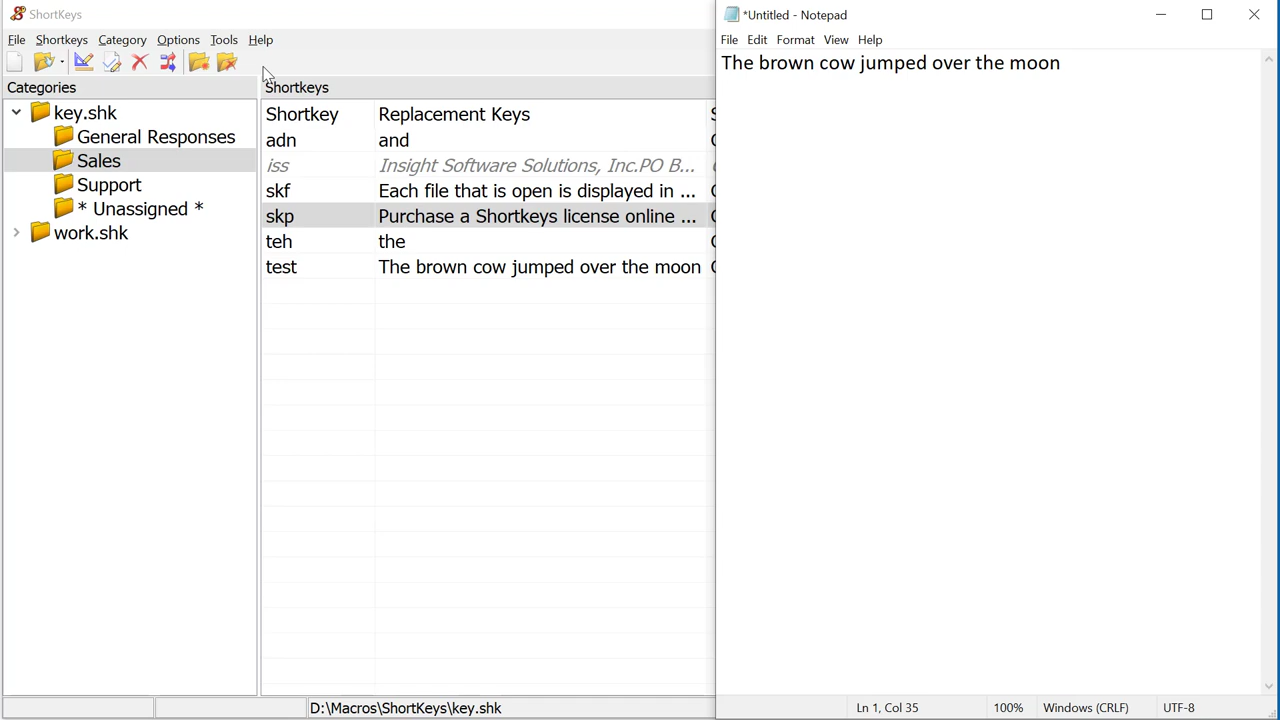 ShortKeys
File Shortkeys Category Options Tools Help
Categories
key.shk
General Responses
Sales
Support
* Unassigned *
work.shk
Shortkeys
Shortkey Replacement Keys
adn and
iss Insight Software Solutions, Inc.PO B...
skf Each file that is open is displayed in ...
skp Purchase a Shortkeys license online ...
teh the
test The brown cow jumped over the moon
D:\Macros\ShortKeys\key.shk
*Untitled - Notepad
File Edit Format View Help
The brown cow jumped over the moon
Ln 1, Col 35 100% Windows (CRLF) UTF-8